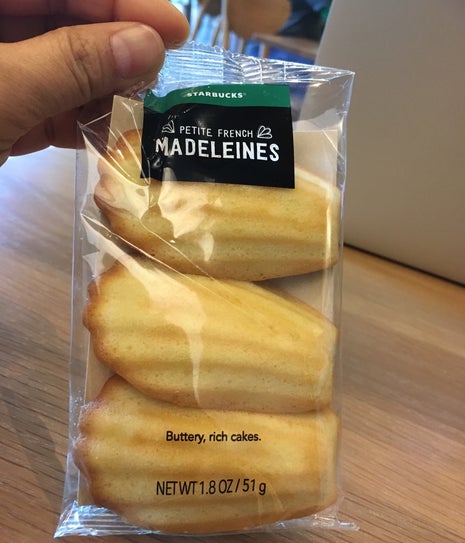 STARBUCKS®
PETITE FRENCH
MADELEINES
Buttery, rich cakes.
NET WT 1.8 OZ / 51 g